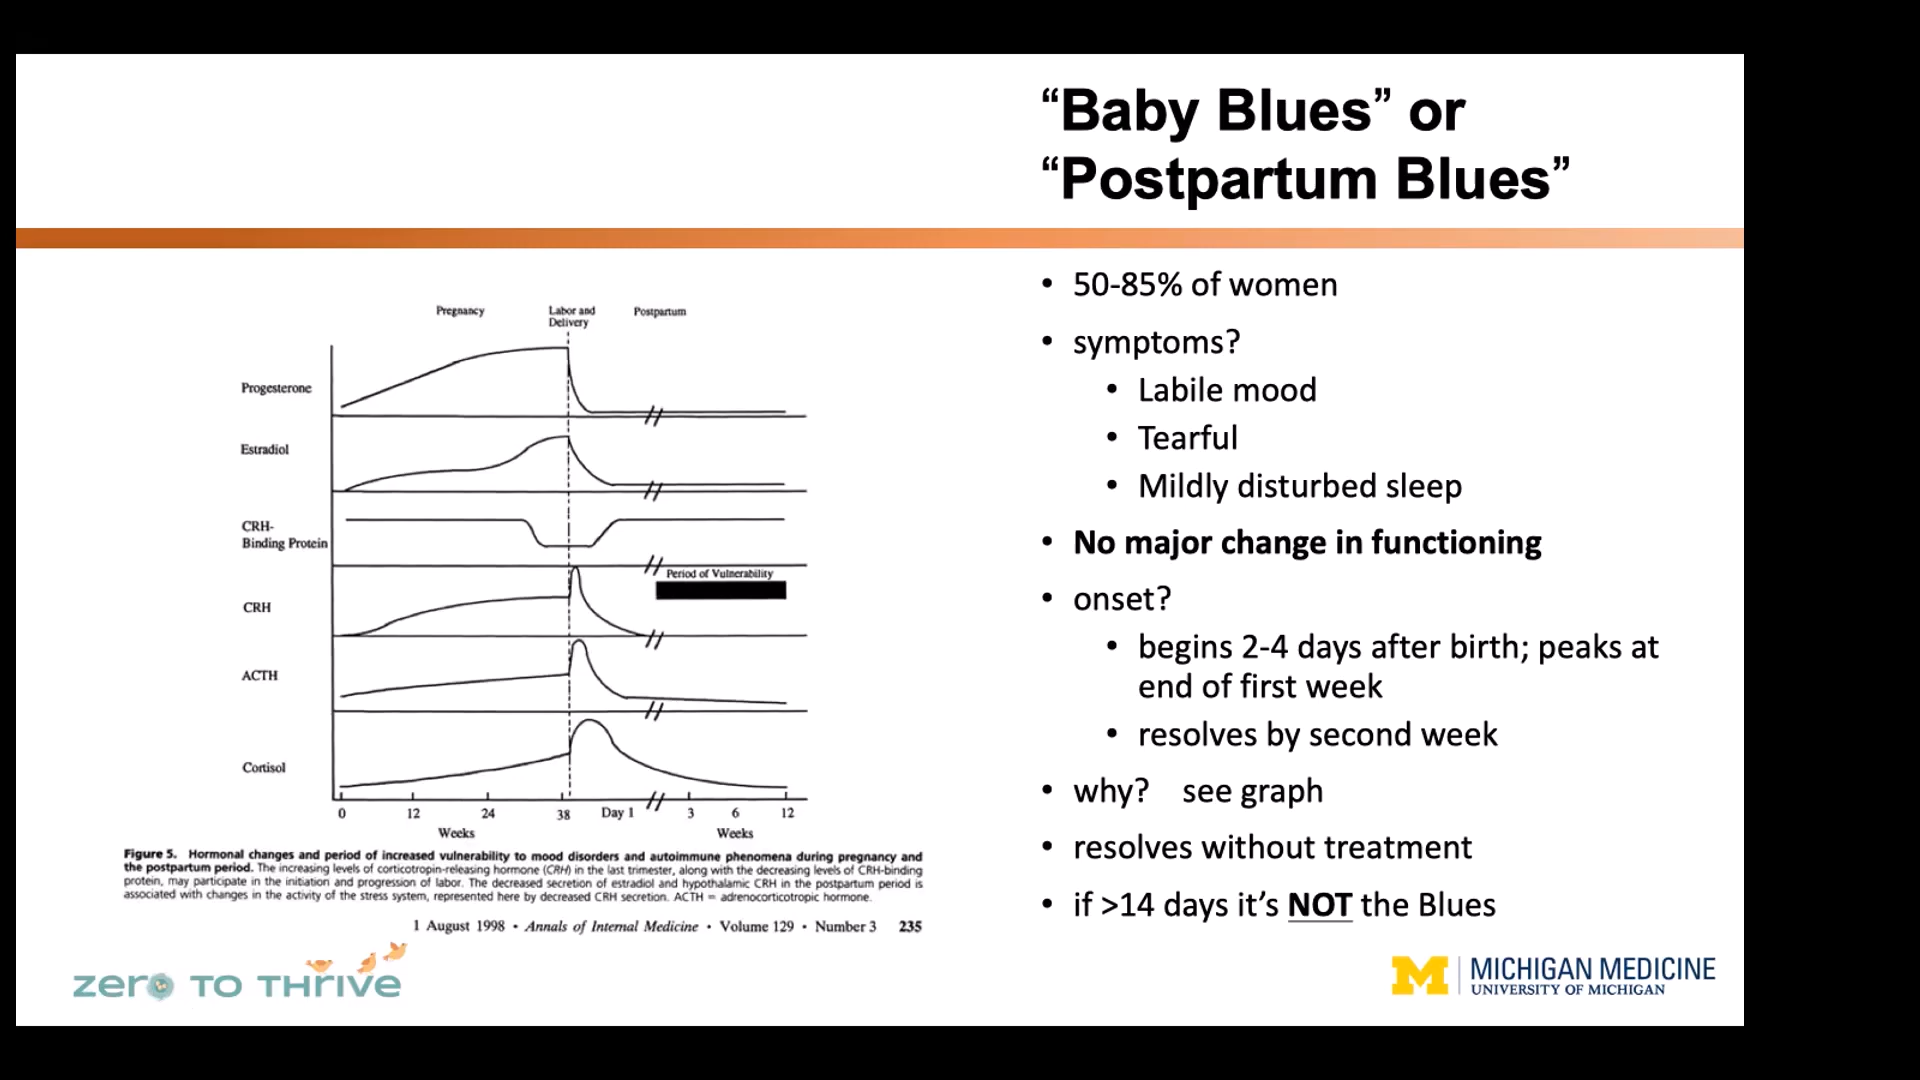 “Baby Blues” or
“Postpartum Blues”
Pregnancy
Labor and
Delivery
Postpartum
Progesterone
Estradiol
CRH-
Binding Protein
Period of Vulnerability
CRH
ACTH
Cortisol
0 12 24 38 Day 1 3 6 12
Weeks Weeks
Figure 5. Hormonal changes and period of increased vulnerability to mood disorders and autoimmune phenomena during pregnancy and
the postpartum period. The increasing levels of corticotropin-releasing hormone (CRH) in the last trimester, along with the decreasing levels of CRH-binding
protein, may participate in the initiation and progression of labor. The decreased secretion of estradiol and hypothalamic CRH in the postpartum period is
associated with changes in the activity of the stress system, represented here by decreased CRH secretion. ACTH = adrenocorticotropic hormone.
1 August 1998 • Annals of Internal Medicine • Volume 129 • Number 3 235
• 50-85% of women
• symptoms?
• Labile mood
• Tearful
• Mildly disturbed sleep
• No major change in functioning
• onset?
• begins 2-4 days after birth; peaks at
end of first week
• resolves by second week
• why? see graph
• resolves without treatment
• if >14 days it’s NOT the Blues
zero TO THrive
M MICHIGAN MEDICINE
UNIVERSITY OF MICHIGAN